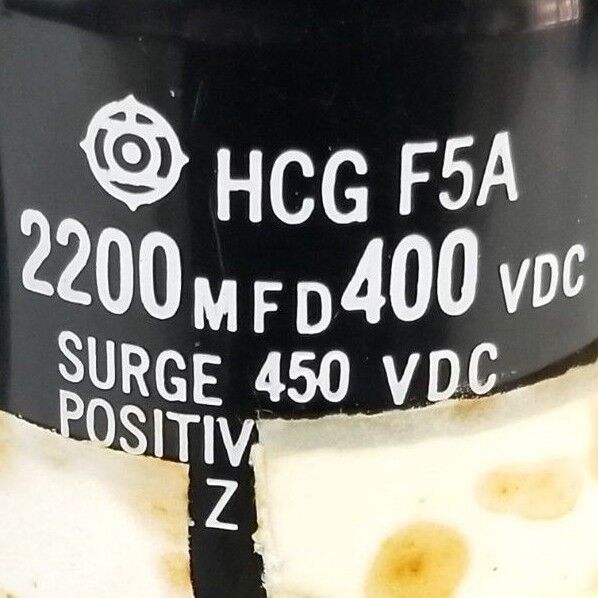 HCG F5A
2200 MFD 400 VDC
SURGE 450 VDC
POSITIV
Z